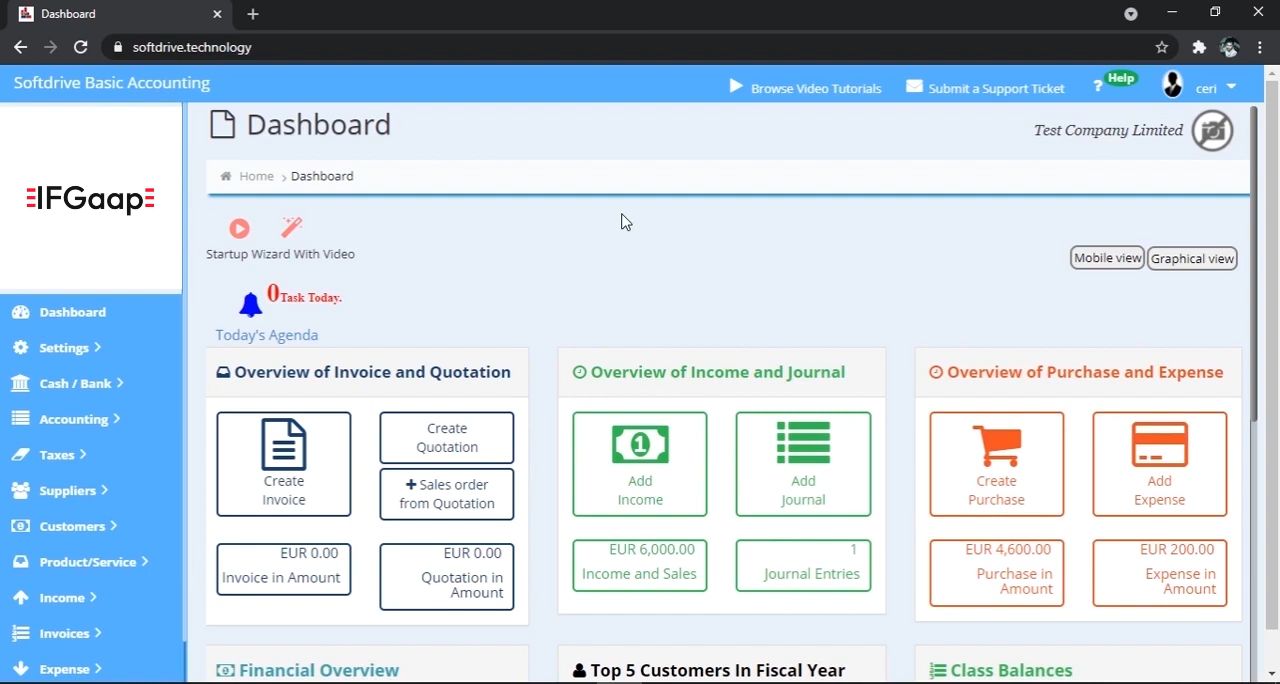 Dashboard
softdrive.technology
Softdrive Basic Accounting
Browse Video Tutorials
Submit a Support Ticket
? Help
ceri
IFGaap
Dashboard
Test Company Limited
Home > Dashboard
Startup Wizard With Video
Mobile view
Graphical view
0 Task Today.
Today's Agenda
Dashboard
Settings >
Cash / Bank >
Accounting >
Taxes >
Suppliers >
Customers >
Product/Service >
Income >
Invoices >
Expense >
Overview of Invoice and Quotation
Create
Invoice
Create
Quotation
+ Sales order
from Quotation
EUR 0.00
Invoice in Amount
EUR 0.00
Quotation in
Amount
Overview of Income and Journal
1
Add
Income
Add
Journal
EUR 6,000.00
Income and Sales
1
Journal Entries
Overview of Purchase and Expense
Create
Purchase
Add
Expense
EUR 4,600.00
Purchase in
Amount
EUR 200.00
Expense in
Amount
Financial Overview
Top 5 Customers In Fiscal Year
Class Balances